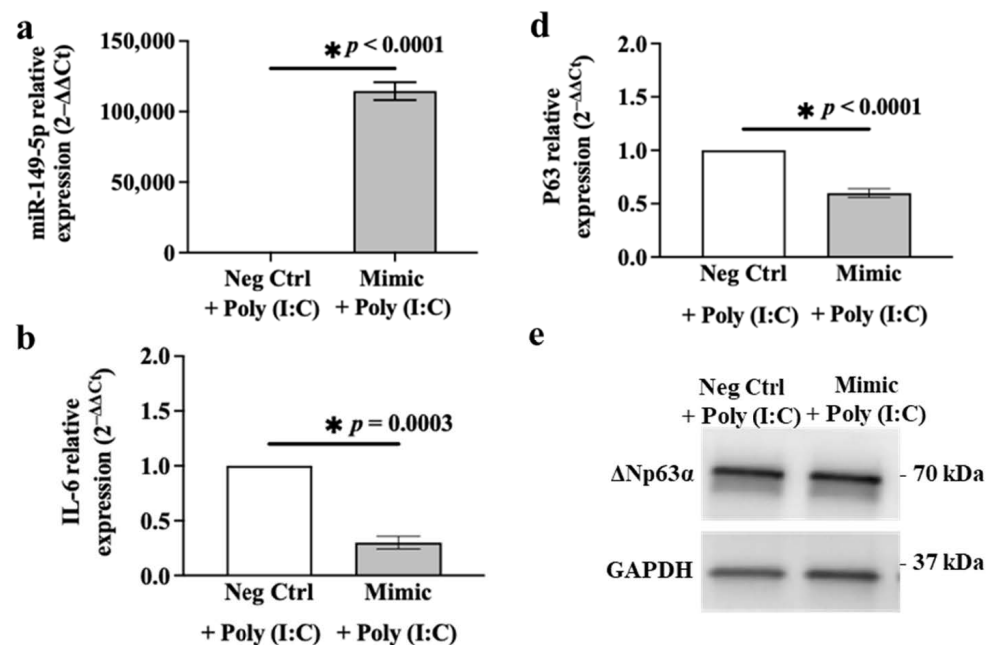 a
miR-149-5p relative
expression (2−ΔΔCt)
150,000
100,000
50,000
0
* p < 0.0001
Neg Ctrl
+ Poly (I:C)
Mimic
+ Poly (I:C)
b
IL-6 relative
expression (2−ΔΔCt)
2.0
1.5
1.0
0.5
0.0
* p = 0.0003
Neg Ctrl
+ Poly (I:C)
Mimic
+ Poly (I:C)
d
P63 relative
expression (2−ΔΔCt)
2.0
1.5
1.0
0.5
0.0
* p < 0.0001
Neg Ctrl
+ Poly (I:C)
Mimic
+ Poly (I:C)
e
Neg Ctrl
+ Poly (I:C)
Mimic
+ Poly (I:C)
ΔNp63α
- 70 kDa
GAPDH
- 37 kDa